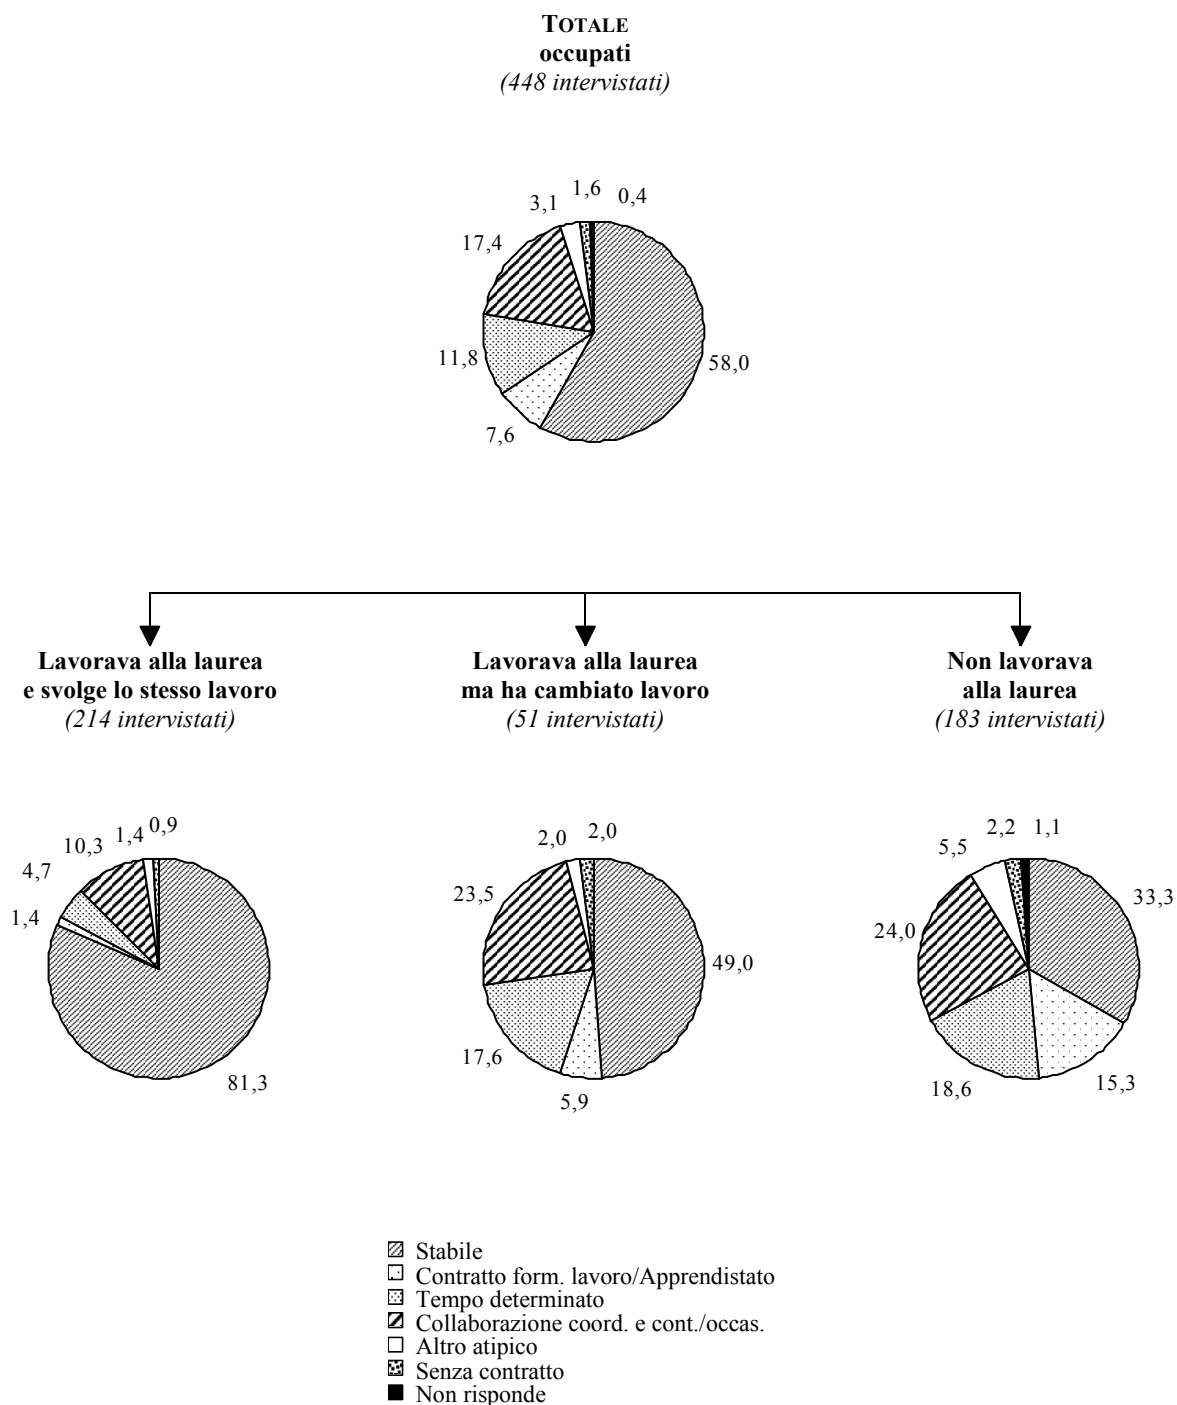 TOTALE
occupati
(448 intervistati)
1,6
0,4
3,1
17,4
11,8
58,0
7,6
Lavorava alla laurea
e svolge lo stesso lavoro
(214 intervistati)
Lavorava alla laurea
ma ha cambiato lavoro
(51 intervistati)
Non lavorava
alla laurea
(183 intervistati)
0,9
1,4
10,3
4,7
1,4
81,3
2,0
2,0
23,5
49,0
17,6
5,9
2,2
1,1
5,5
33,3
24,0
18,6
15,3
Stabile
Contratto form. lavoro/Apprendistato
Tempo determinato
Collaborazione coord. e cont./occas.
Altro atipico
Senza contratto
Non risponde